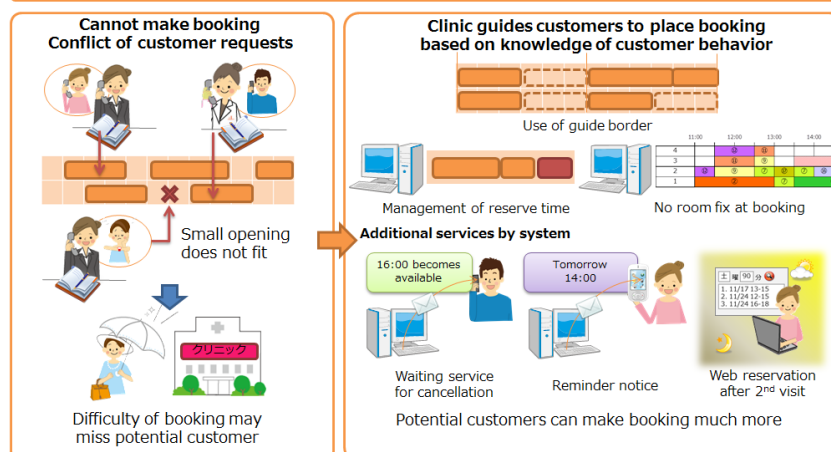 Cannot make booking
Conflict of customer requests
Small opening
does not fit
クリニック
Difficulty of booking may
miss potential customer
Clinic guides customers to place booking
based on knowledge of customer behavior
Use of guide border
Management of reserve time
11:00 12:00 13:00 14:00
4
3
2
1
No room fix at booking
Additional services by system
16:00 becomes
available
Tomorrow
14:00
土 曜 90 分
1. 11/17 13-15
2. 11/24 12-15
3. 11/24 16-18
Waiting service
for cancellation
Reminder notice
Web reservation
after 2nd visit
Potential customers can make booking much more